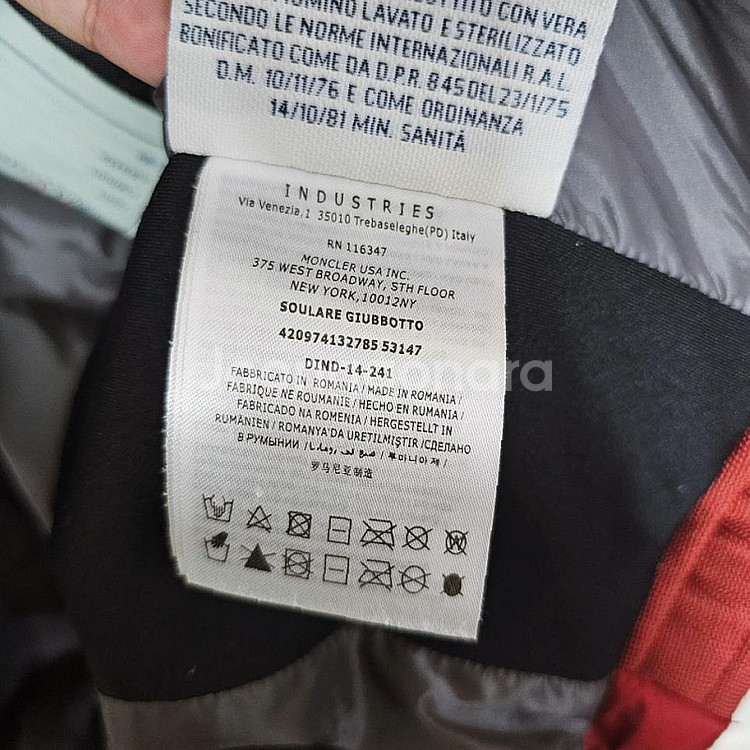 PIUMINO LAVATO E STERILIZZATO
SECONDO LE NORME INTERNAZIONALI R.A.L.
BONIFICATO COME DA D.P.R. 845 DEL 23/1/75
D.M. 10/11/76 E COME ORDINANZA
14/10/81 MIN. SANITÁ
INDUSTRIES
Via Venezia,1 35010 Trebaseleghe(PD) Italy
RN 116347
MONCLER USA INC.
375 WEST BROADWAY, 5TH FLOOR
NEW YORK,10012NY
SOULARE GIUBBOTTO
420974132785 53147
DIND-14-241
FABBRICATO IN ROMANIA/MADE IN ROMANIA/
FABRIQUE NE ROUMANIE/HECHO EN RUMANIA/
FABRICADO NA ROMENIA/HERGESTELLT IN
RUMÄNIEN/ROMANYA'DA URETILMIŞTIR/СДЕЛАНО
В РУМЫНИИ
罗马尼亚制造
W